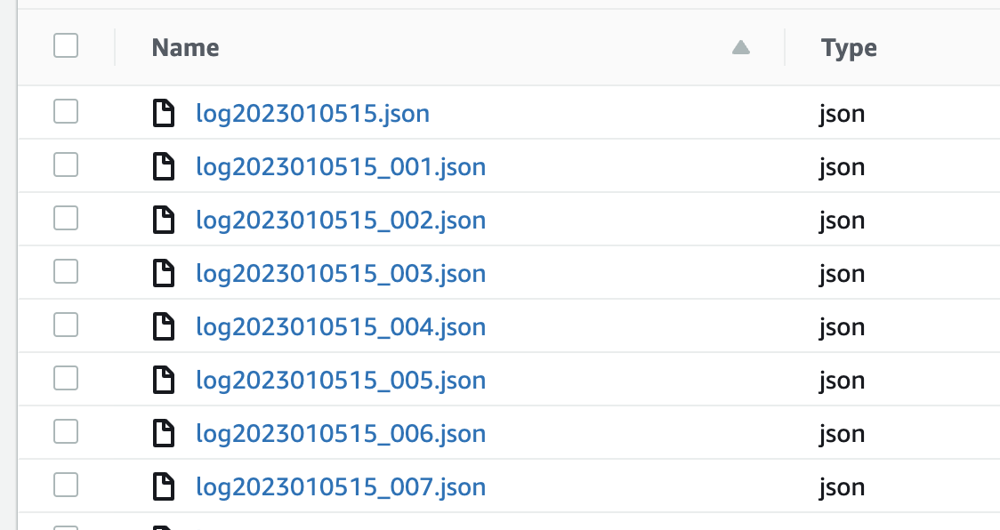 Name Type
log2023010515.json json
log2023010515_001.json json
log2023010515_002.json json
log2023010515_003.json json
log2023010515_004.json json
log2023010515_005.json json
log2023010515_006.json json
log2023010515_007.json json